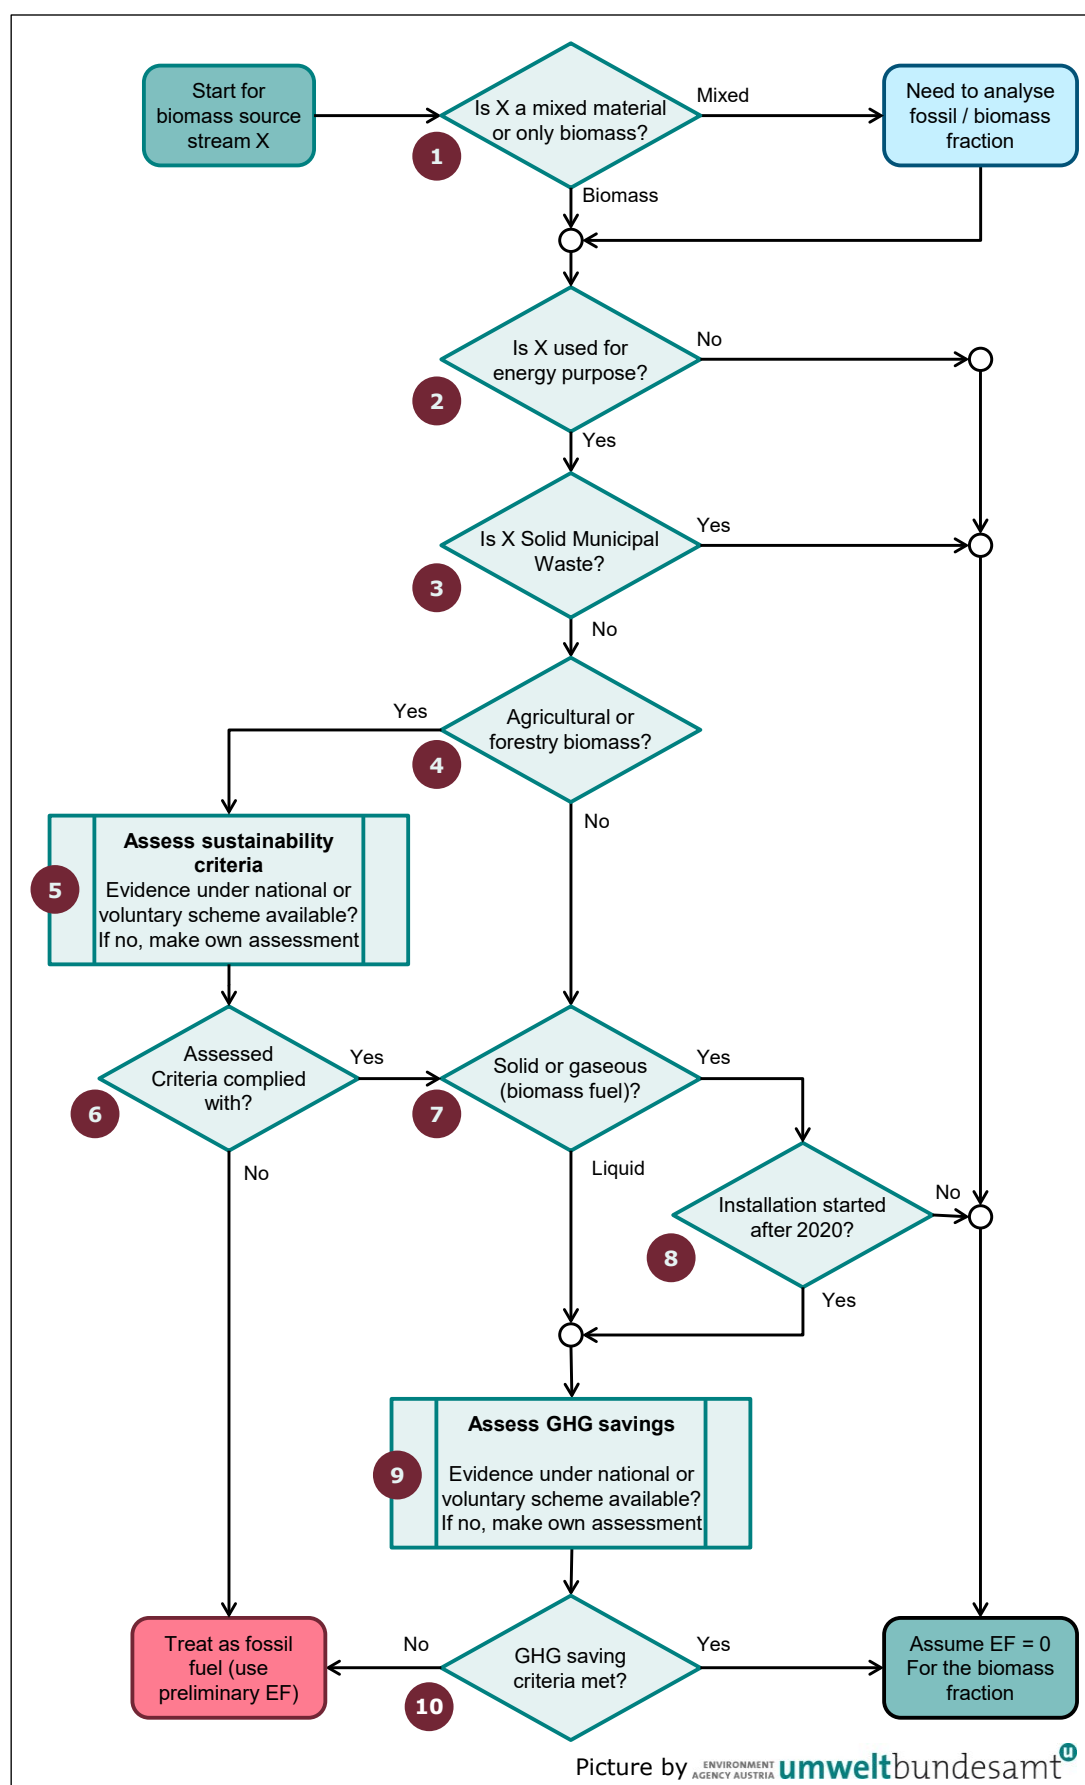 Start for
biomass source
stream X
Is X a mixed material
or only biomass?
Mixed
Need to analyse
fossil / biomass
fraction
1
Biomass
Is X used for
energy purpose?
No
2
Yes
Is X Solid Municipal
Waste?
Yes
3
No
Agricultural or
forestry biomass?
Yes
4
No
Assess sustainability
criteria
Evidence under national or
voluntary scheme available?
If no, make own assessment
5
Assessed
Criteria complied
with?
Yes
6
No
Solid or gaseous
(biomass fuel)?
Yes
7
Liquid
Installation started
after 2020?
No
8
Yes
Assess GHG savings
Evidence under national or
voluntary scheme available?
If no, make own assessment
9
Treat as fossil
fuel (use
preliminary EF)
No
GHG saving
criteria met?
Yes
10
Assume EF = 0
For the biomass
fraction
Picture by ENVIRONMENT AGENCY AUSTRIA umweltbundesamt u